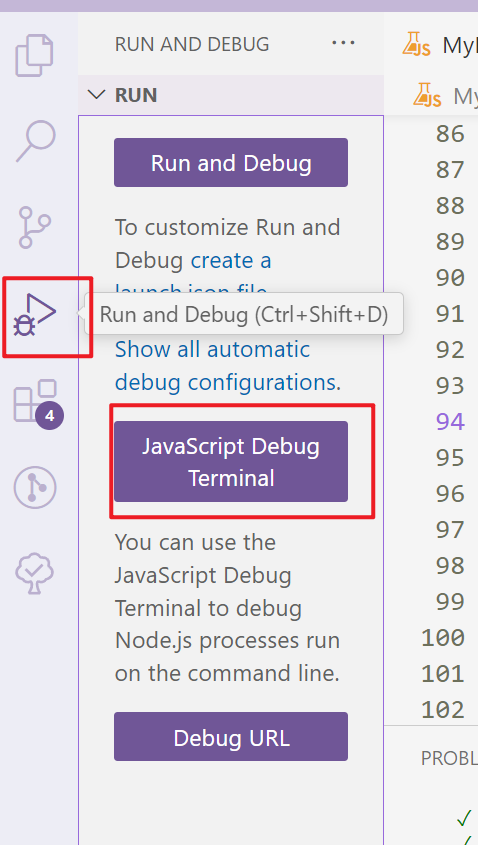 RUN AND DEBUG ...
RUN
Run and Debug
To customize Run and
Debug create a
launch.json file.
Run and Debug (Ctrl+Shift+D)
Show all automatic
debug configurations.
4
JavaScript Debug
Terminal
You can use the
JavaScript Debug
Terminal to debug
Node.js processes run
on the command line.
Debug URL
JS
JS My
86
87
88
89
90
91
92
93
94
95
96
97
98
99
100
101
102
PROBL